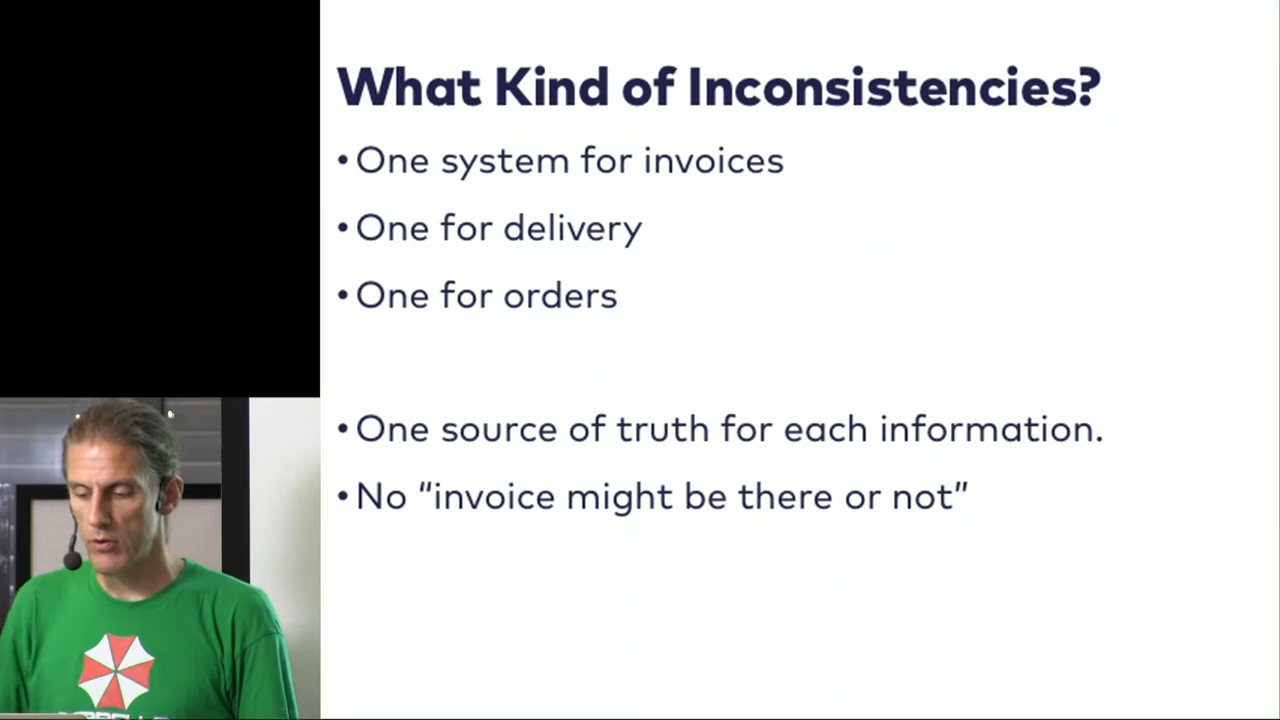 What Kind of Inconsistencies?
• One system for invoices
• One for delivery
• One for orders
• One source of truth for each information.
• No “invoice might be there or not”